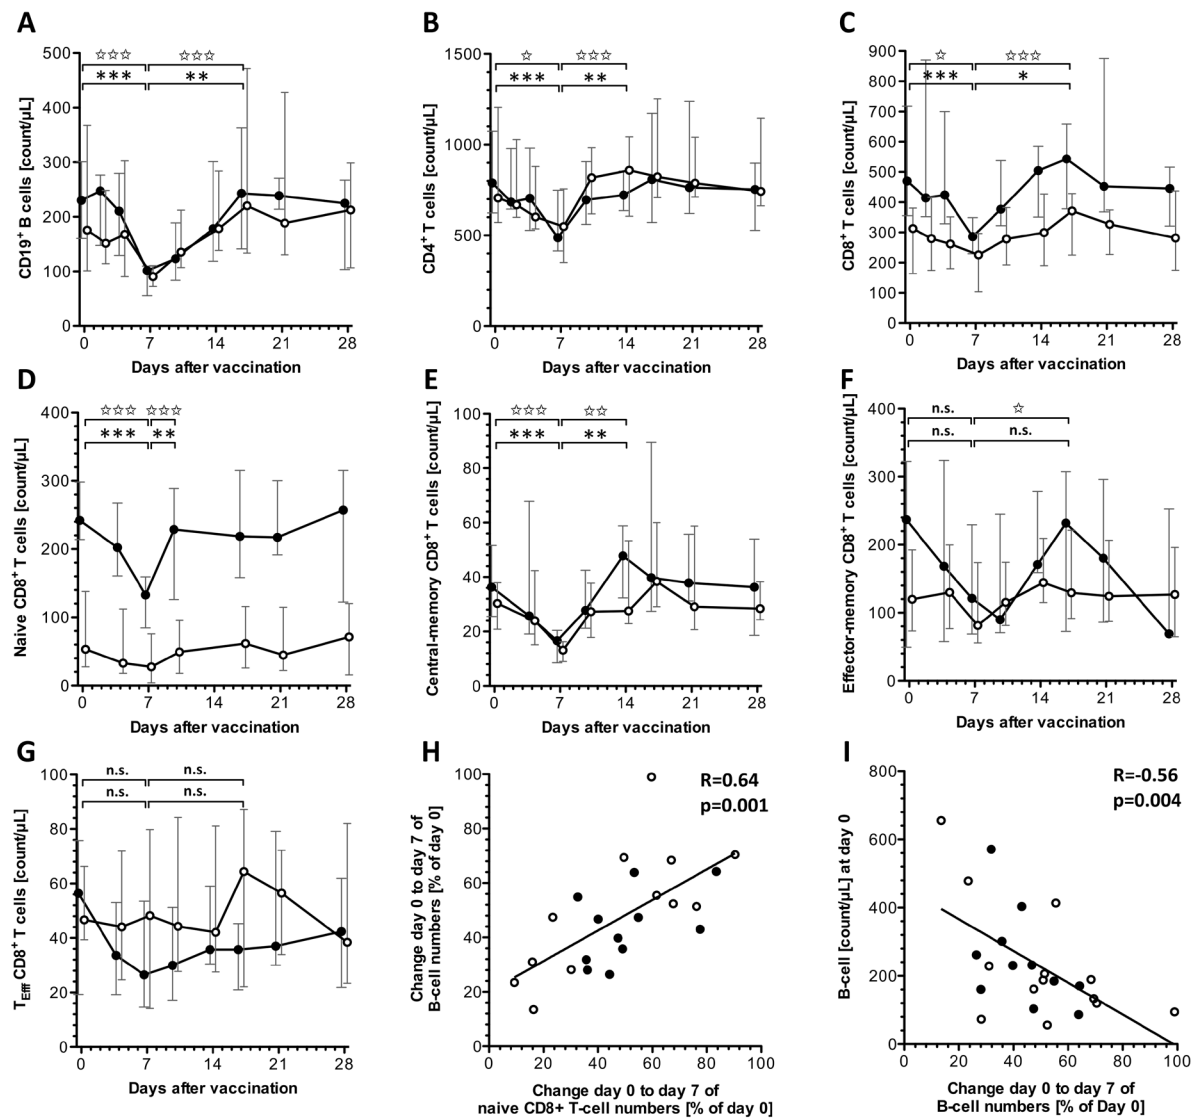 A
☆☆☆ ☆☆☆
*** **
500
400
300
200
100
0
CD19+ B cells [count/µL]
0 7 14 21 28
Days after vaccination
B
☆ ☆☆☆
*** **
1500
1000
500
0
CD4+ T cells [count/µL]
0 7 14 21 28
Days after vaccination
C
☆ ☆☆☆
*** *
900
800
700
600
500
400
300
200
100
0
CD8+ T cells [count/µL]
0 7 14 21 28
Days after vaccination
D
☆☆☆ ☆☆☆
*** **
400
300
200
100
0
Naive CD8+ T cells [count/µL]
0 7 14 21 28
Days after vaccination
E
☆☆☆ ☆☆
*** **
100
80
60
40
20
0
Central-memory CD8+ T cells [count/µL]
0 7 14 21 28
Days after vaccination
F
n.s. ☆
n.s. n.s.
400
300
200
100
0
Effector-memory CD8+ T cells [count/µL]
0 7 14 21 28
Days after vaccination
G
n.s. n.s.
n.s. n.s.
100
80
60
40
20
0
TEfff CD8+ T cells [count/µL]
0 7 14 21 28
Days after vaccination
H
R=0.64
p=0.001
100
80
60
40
20
0
Change day 0 to day 7 of
B-cell numbers [% of day 0]
0 20 40 60 80 100
Change day 0 to day 7 of
naive CD8+ T-cell numbers [% of day 0]
I
R=-0.56
p=0.004
800
600
400
200
0
B-cell [count/µL] at day 0
0 20 40 60 80 100
Change day 0 to day 7 of
B-cell numbers [% of Day 0]